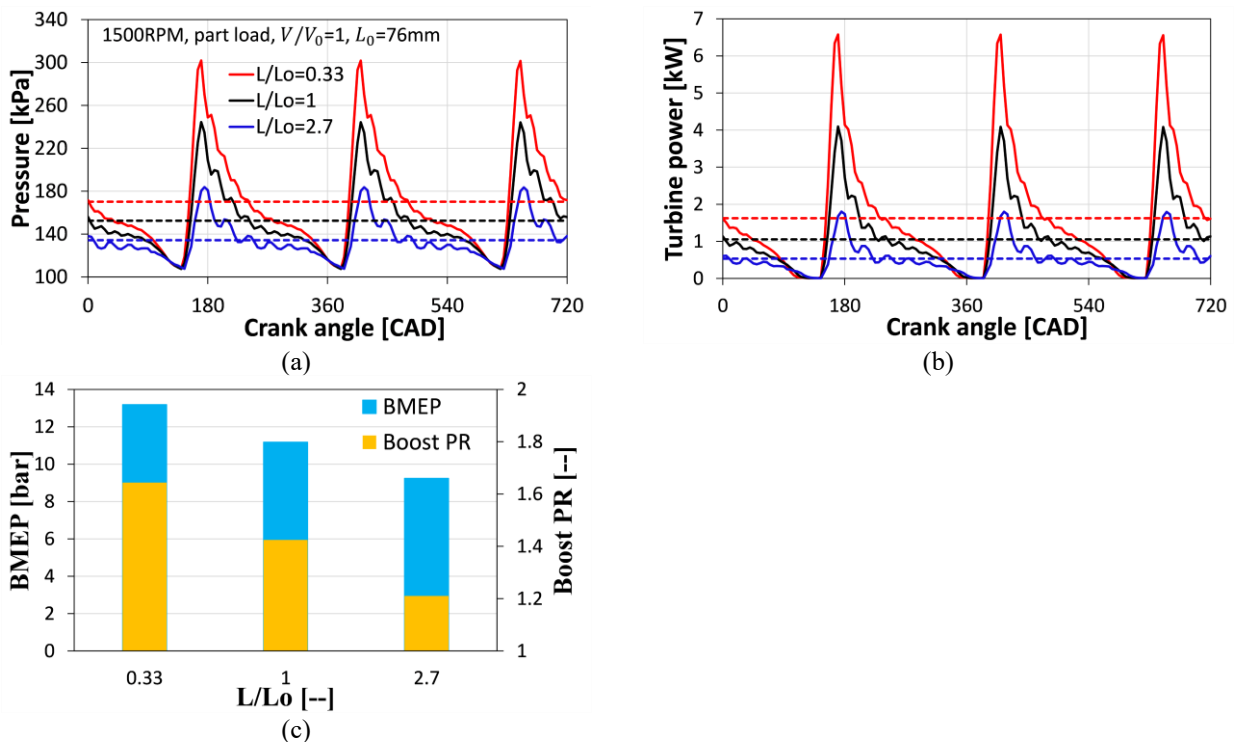 1500RPM, part load, V/V₀=1, L₀=76mm
L/Lo=0.33
L/Lo=1
L/Lo=2.7
Pressure [kPa]
340
300
260
220
180
140
100
0
180
360
540
720
Crank angle [CAD]
(a)
Turbine power [kW]
7
6
5
4
3
2
1
0
0
180
360
540
720
Crank angle [CAD]
(b)
BMEP
Boost PR
BMEP [bar]
14
12
10
8
6
4
2
0
Boost PR [--]
2
1.8
1.6
1.4
1.2
1
0.33
1
2.7
L/Lo [--]
(c)